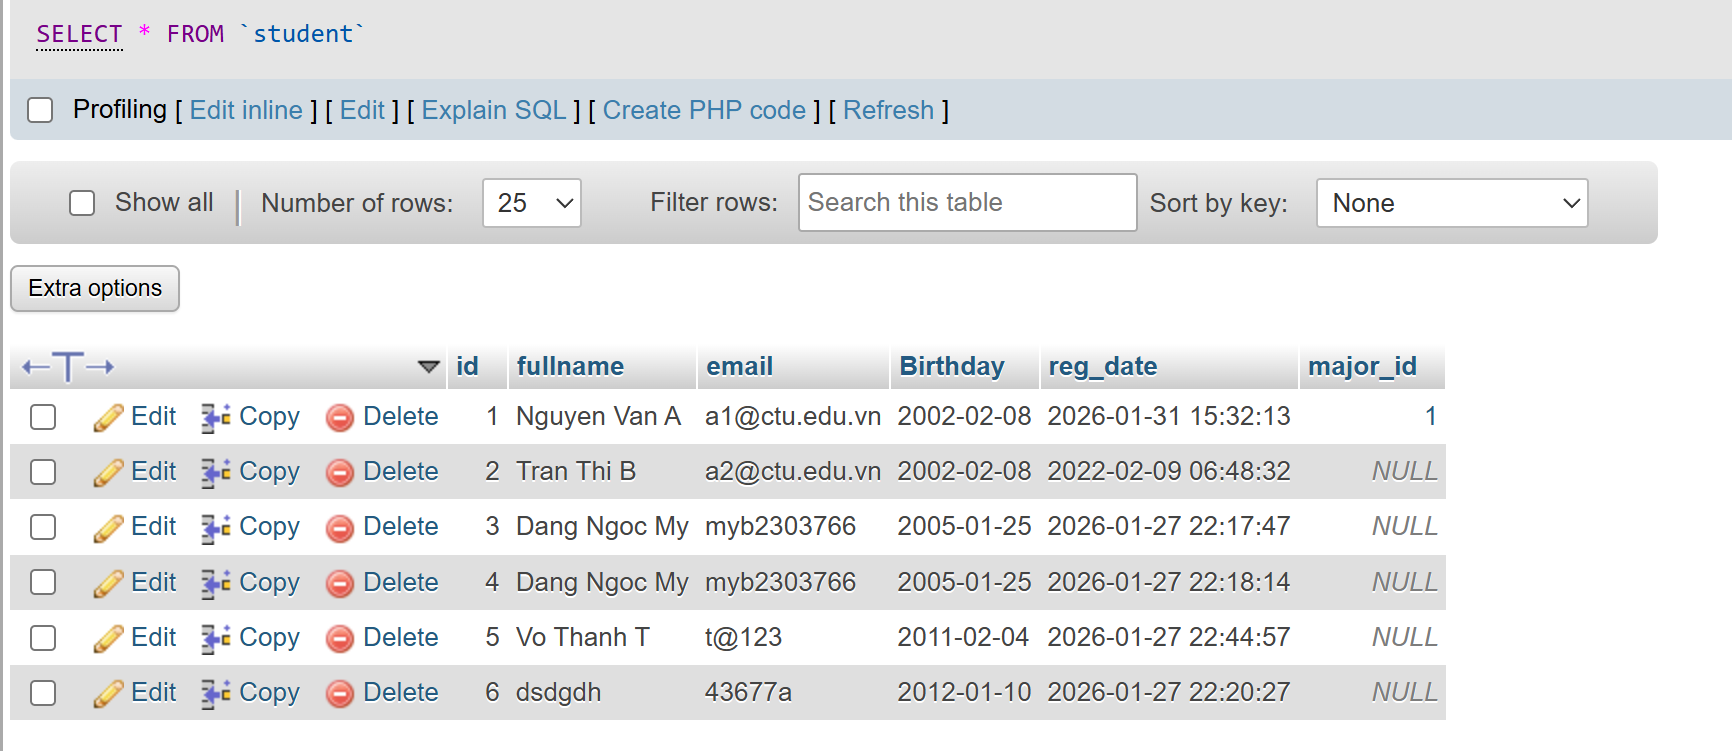 SELECT * FROM `student`
Profiling [ Edit inline ] [ Edit ] [ Explain SQL ] [ Create PHP code ] [ Refresh ]
Show all | Number of rows: 25 Filter rows: Search this table Sort by key: None
Extra options
id fullname email Birthday reg_date major_id
Edit Copy Delete 1 Nguyen Van A a1@ctu.edu.vn 2002-02-08 2026-01-31 15:32:13 1
Edit Copy Delete 2 Tran Thi B a2@ctu.edu.vn 2002-02-08 2022-02-09 06:48:32 NULL
Edit Copy Delete 3 Dang Ngoc My myb2303766 2005-01-25 2026-01-27 22:17:47 NULL
Edit Copy Delete 4 Dang Ngoc My myb2303766 2005-01-25 2026-01-27 22:18:14 NULL
Edit Copy Delete 5 Vo Thanh T t@123 2011-02-04 2026-01-27 22:44:57 NULL
Edit Copy Delete 6 dsdgdh 43677a 2012-01-10 2026-01-27 22:20:27 NULL